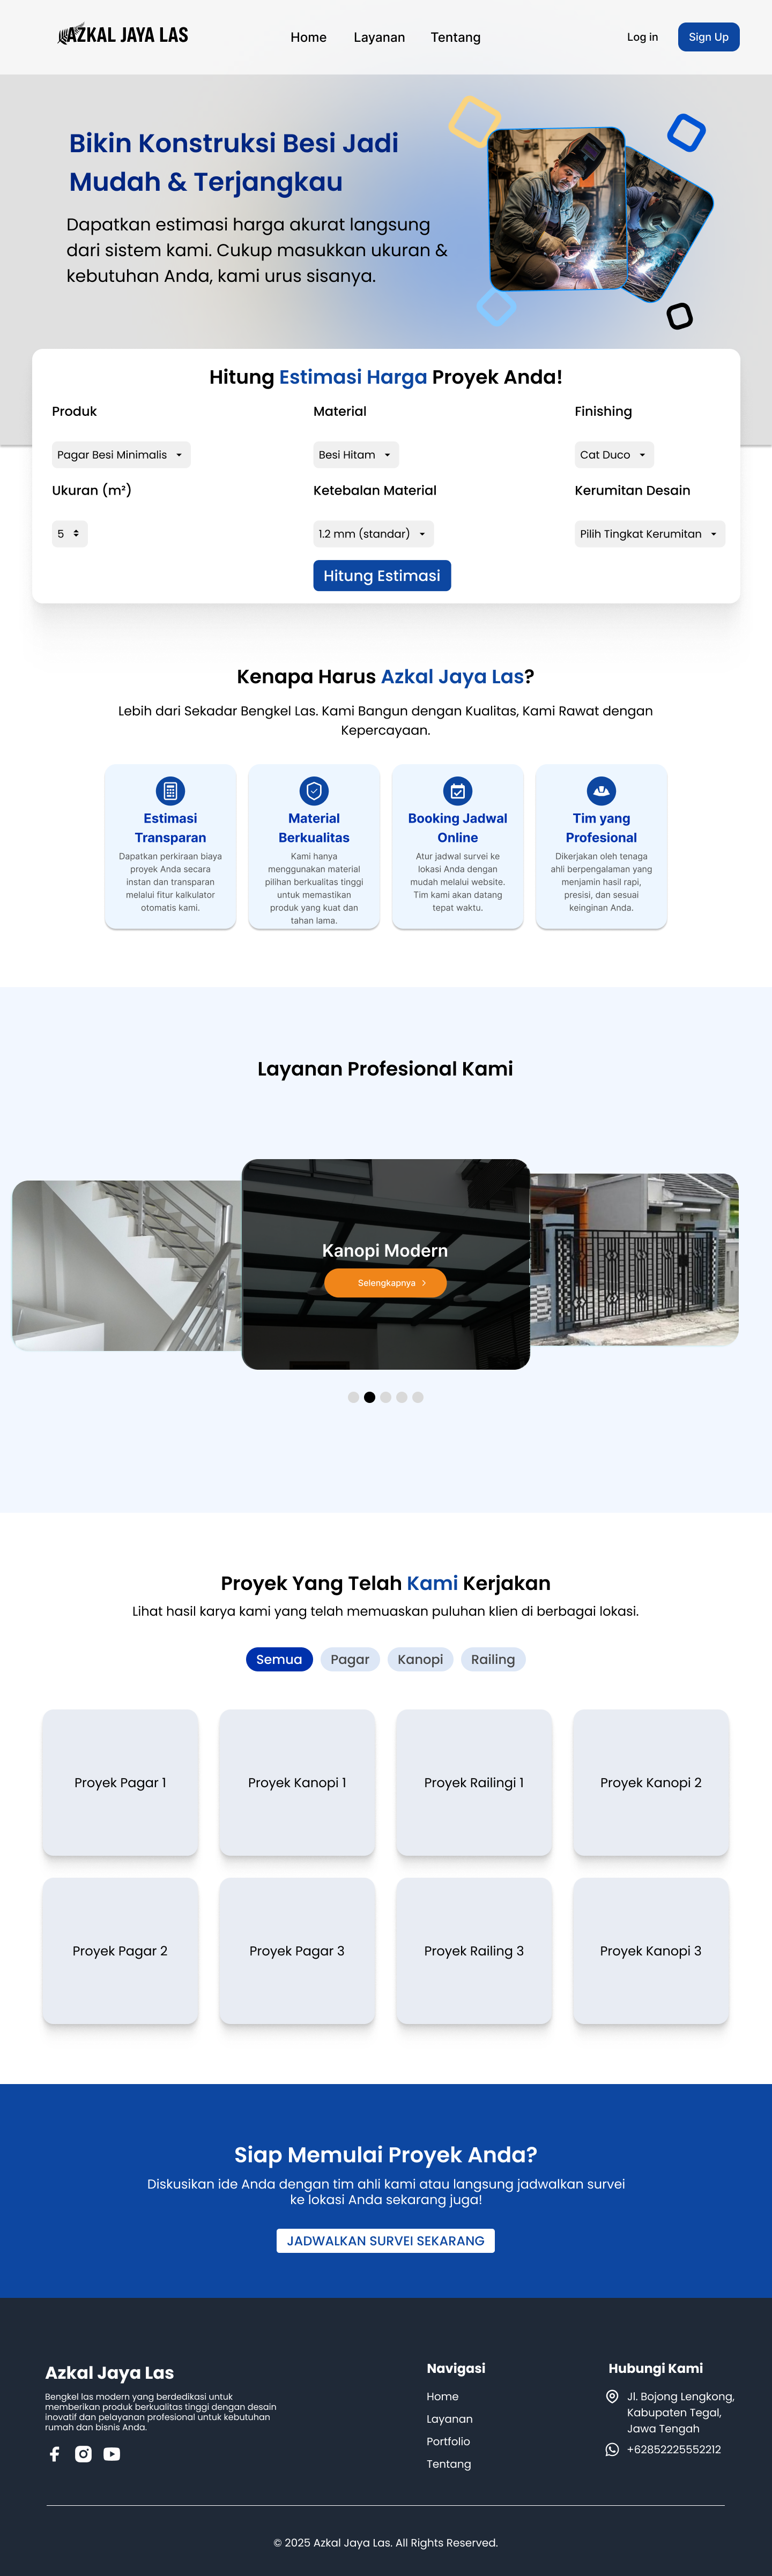 AZKAL JAYA LAS
Home Layanan Tentang
Log in
Sign Up
Bikin Konstruksi Besi Jadi
Mudah & Terjangkau
Dapatkan estimasi harga akurat langsung
dari sistem kami. Cukup masukkan ukuran &
kebutuhan Anda, kami urus sisanya.
Hitung Estimasi Harga Proyek Anda!
Produk Material Finishing
Pagar Besi Minimalis Besi Hitam Cat Duco
Ukuran (m²) Ketebalan Material Kerumitan Desain
5 1.2 mm (standar) Pilih Tingkat Kerumitan
Hitung Estimasi
Kenapa Harus Azkal Jaya Las?
Lebih dari Sekadar Bengkel Las. Kami Bangun dengan Kualitas, Kami Rawat dengan
Kepercayaan.
Estimasi
Transparan
Dapatkan perkiraan biaya
proyek Anda secara
instan dan transparan
melalui fitur kalkulator
otomatis kami.
Material
Berkualitas
Kami hanya
menggunakan material
pilihan berkualitas tinggi
untuk memastikan
produk yang kuat dan
tahan lama.
Booking Jadwal
Online
Atur jadwal survei ke
lokasi Anda dengan
mudah melalui website.
Tim kami akan datang
tepat waktu.
Tim yang
Profesional
Dikerjakan oleh tenaga
ahli berpengalaman yang
menjamin hasil rapi,
presisi, dan sesuai
keinginan Anda.
Layanan Profesional Kami
Kanopi Modern
Selengkapnya
Proyek Yang Telah Kami Kerjakan
Lihat hasil karya kami yang telah memuaskan puluhan klien di berbagai lokasi.
Semua Pagar Kanopi Railing
Proyek Pagar 1 Proyek Kanopi 1 Proyek Railingi 1 Proyek Kanopi 2
Proyek Pagar 2 Proyek Pagar 3 Proyek Railing 3 Proyek Kanopi 3
Siap Memulai Proyek Anda?
Diskusikan ide Anda dengan tim ahli kami atau langsung jadwalkan survei
ke lokasi Anda sekarang juga!
JADWALKAN SURVEI SEKARANG
Azkal Jaya Las
Bengkel las modern yang berdedikasi untuk
memberikan produk berkualitas tinggi dengan desain
inovatif dan pelayanan profesional untuk kebutuhan
rumah dan bisnis Anda.
Navigasi
Home
Layanan
Portfolio
Tentang
Hubungi Kami
Jl. Bojong Lengkong,
Kabupaten Tegal,
Jawa Tengah
+62852225552212
© 2025 Azkal Jaya Las. All Rights Reserved.